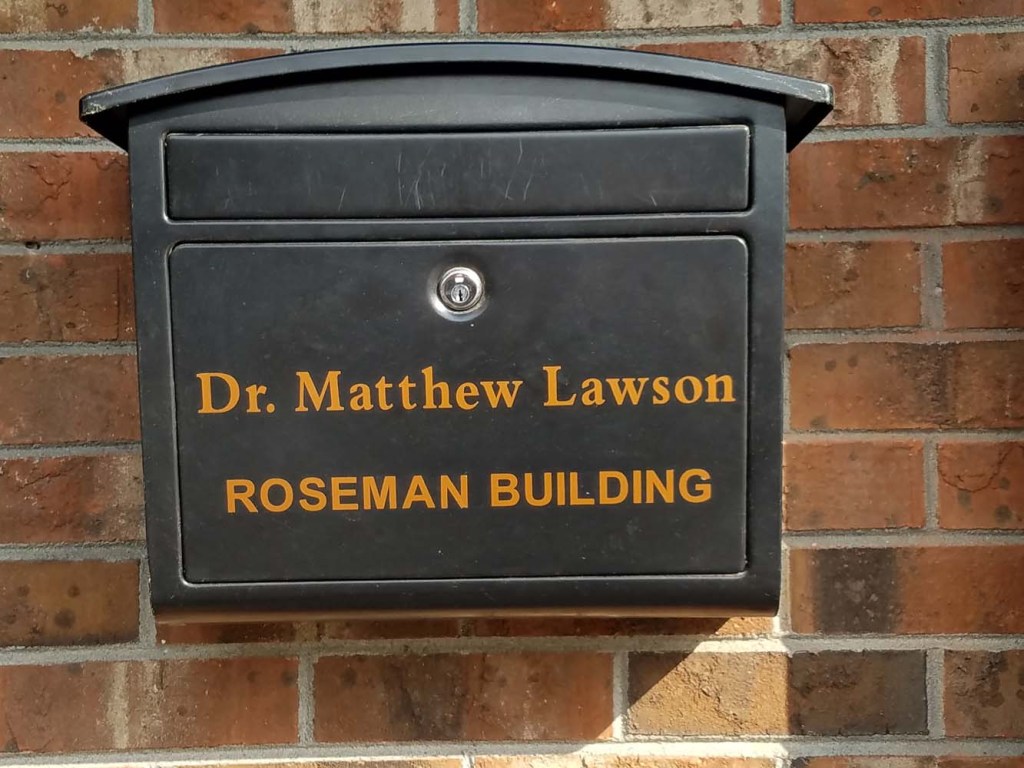 Dr. Matthew Lawson
ROSEMAN BUILDING